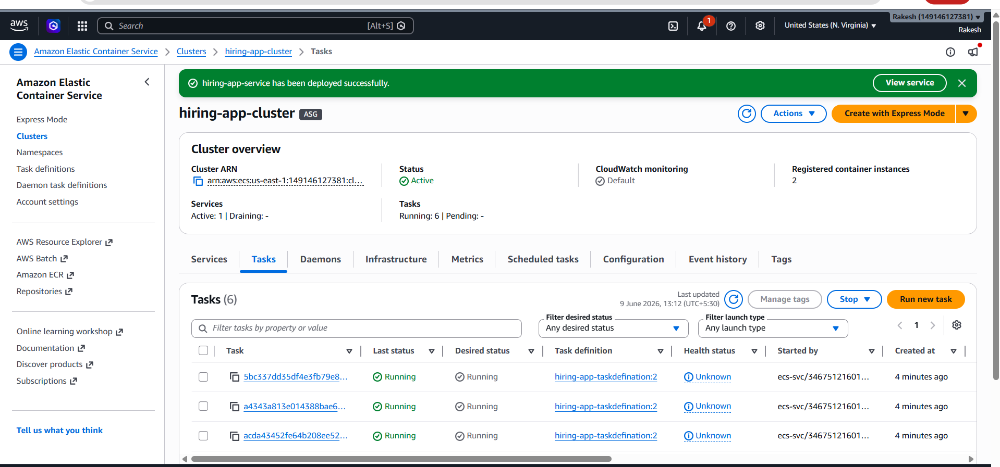 aws
Search [Alt+S]
1
United States (N. Virginia)
Rakesh (149146127381)
Rakesh
Amazon Elastic Container Service
Clusters
hiring-app-cluster
Tasks
Amazon Elastic
Container Service
Express Mode
Clusters
Namespaces
Task definitions
Daemon task definitions
Account settings
AWS Resource Explorer
AWS Batch
Amazon ECR
Repositories
Online learning workshop
Documentation
Discover products
Subscriptions
Tell us what you think
hiring-app-service has been deployed successfully.
View service
hiring-app-cluster ASG
Actions
Create with Express Mode
Cluster overview
Cluster ARN
arn:aws:ecs:us-east-1:149146127381:cl...
Status
Active
CloudWatch monitoring
Default
Registered container instances
2
Services
Active: 1 | Draining: -
Tasks
Running: 6 | Pending: -
Services Tasks Daemons Infrastructure Metrics Scheduled tasks Configuration Event history Tags
Tasks (6)
Last updated
9 June 2026, 13:12 (UTC+5:30)
Manage tags
Stop
Run new task
Filter tasks by property or value
Filter desired status
Any desired status
Filter launch type
Any launch type
1
Task Last status Desired status Task definition Health status Started by Created at
5bc337dd35df4e3fb79e8... Running Running hiring-app-taskdefination:2 Unknown ecs-svc/34675121601... 4 minutes ago
a4343a813e014388bae6... Running Running hiring-app-taskdefination:2 Unknown ecs-svc/34675121601... 4 minutes ago
acda43452fe64b208ee52... Running Running hiring-app-taskdefination:2 Unknown ecs-svc/34675121601... 4 minutes ago